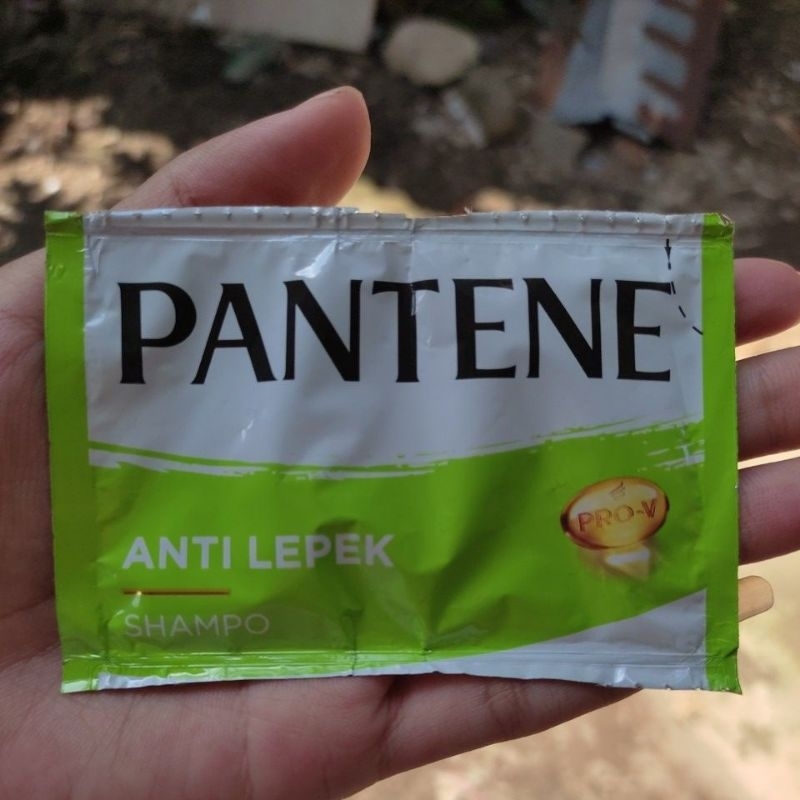 PANTENE
PRO-V
ANTI LEPEK
SHAMPO